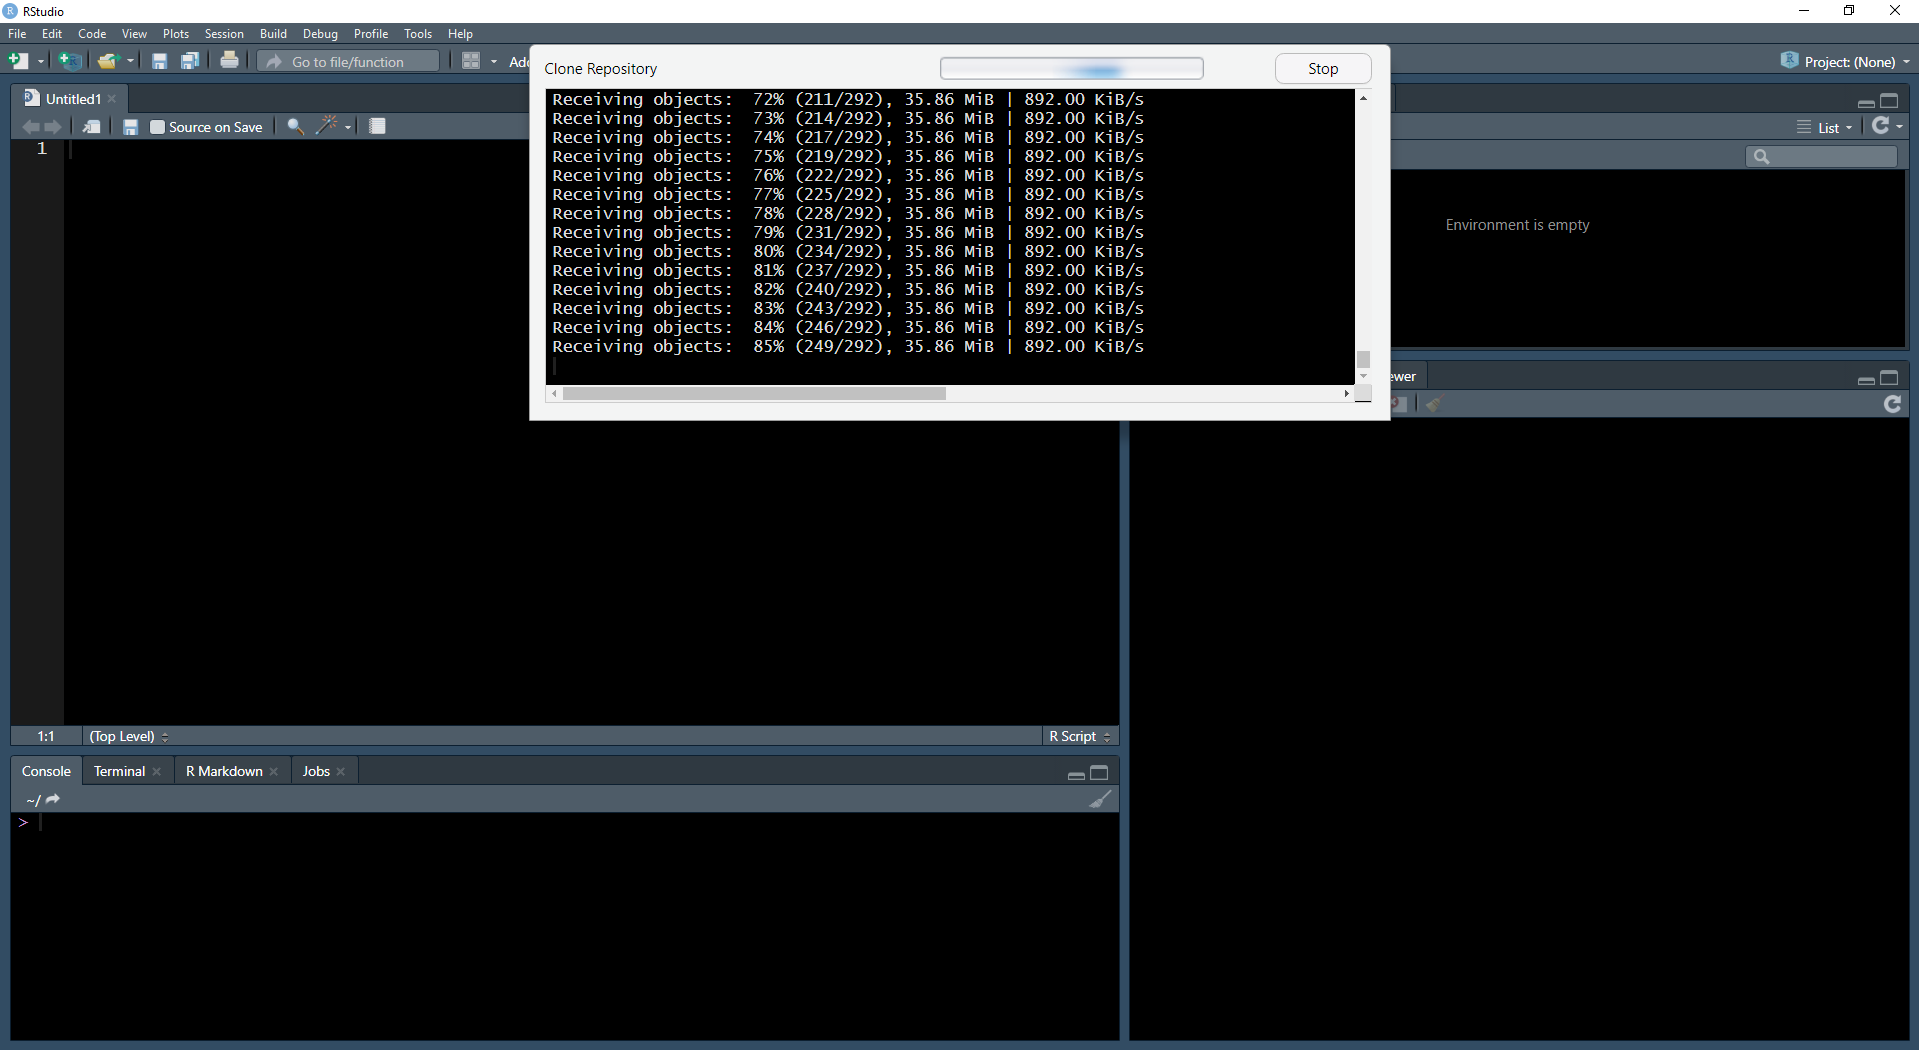 RStudio
File Edit Code View Plots Session Build Debug Profile Tools Help
Go to file/function
Project: (None)
Clone Repository
Stop
Receiving objects:  72% (211/292), 35.86 MiB | 892.00 KiB/s
Receiving objects:  73% (214/292), 35.86 MiB | 892.00 KiB/s
Receiving objects:  74% (217/292), 35.86 MiB | 892.00 KiB/s
Receiving objects:  75% (219/292), 35.86 MiB | 892.00 KiB/s
Receiving objects:  76% (222/292), 35.86 MiB | 892.00 KiB/s
Receiving objects:  77% (225/292), 35.86 MiB | 892.00 KiB/s
Receiving objects:  78% (228/292), 35.86 MiB | 892.00 KiB/s
Receiving objects:  79% (231/292), 35.86 MiB | 892.00 KiB/s
Receiving objects:  80% (234/292), 35.86 MiB | 892.00 KiB/s
Receiving objects:  81% (237/292), 35.86 MiB | 892.00 KiB/s
Receiving objects:  82% (240/292), 35.86 MiB | 892.00 KiB/s
Receiving objects:  83% (243/292), 35.86 MiB | 892.00 KiB/s
Receiving objects:  84% (246/292), 35.86 MiB | 892.00 KiB/s
Receiving objects:  85% (249/292), 35.86 MiB | 892.00 KiB/s
Untitled1
Source on Save
1
1:1 (Top Level) R Script
Console Terminal R Markdown Jobs
~/
>
List
Environment is empty